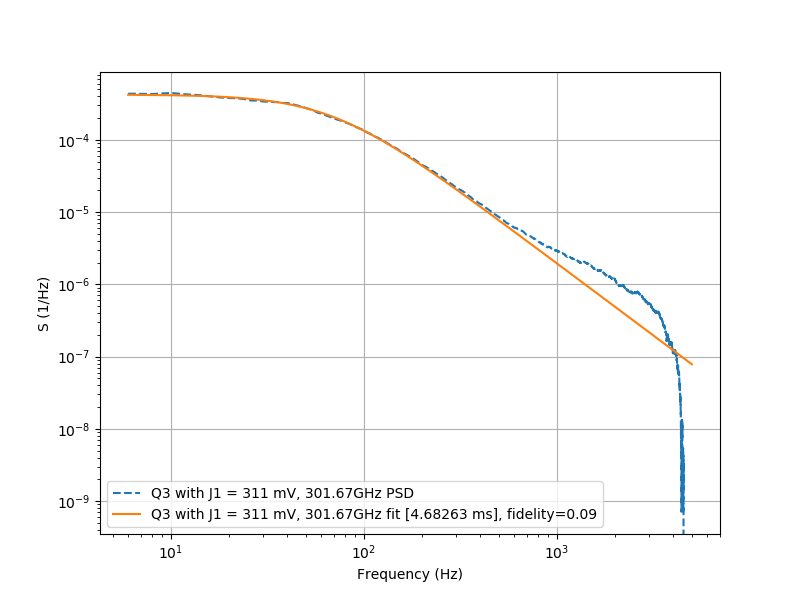 10⁻⁴
10⁻⁵
10⁻⁶
10⁻⁷
10⁻⁸
10⁻⁹
S (1/Hz)
Q3 with J1 = 311 mV, 301.67GHz PSD
Q3 with J1 = 311 mV, 301.67GHz fit [4.68263 ms], fidelity=0.09
10¹ 10² 10³
Frequency (Hz)